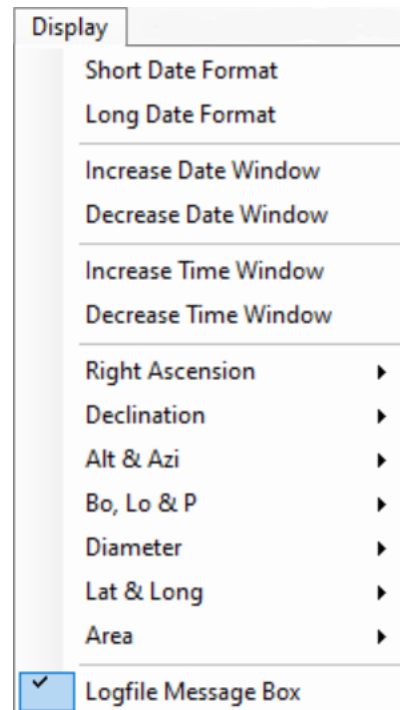 Display
Short Date Format
Long Date Format
Increase Date Window
Decrease Date Window
Increase Time Window
Decrease Time Window
Right Ascension
Declination
Alt & Azi
Bo, Lo & P
Diameter
Lat & Long
Area
Logfile Message Box